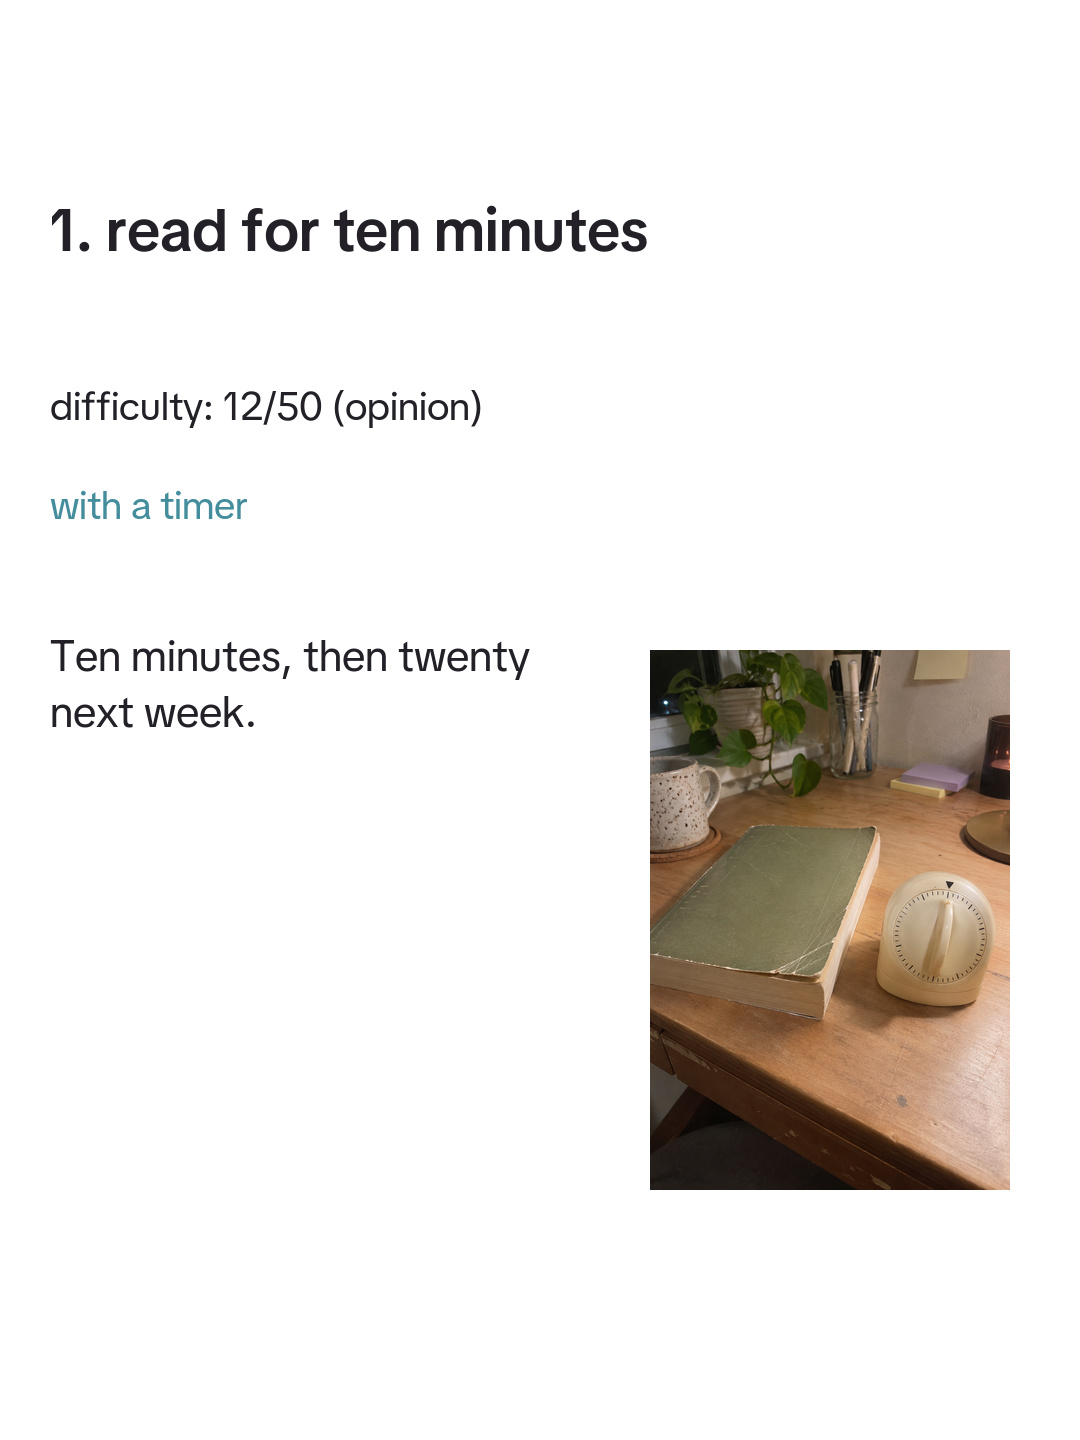 1. read for ten minutes
difficulty: 12/50 (opinion)
with a timer
Ten minutes, then twenty
next week.